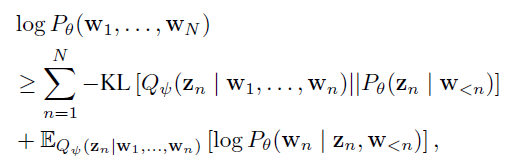 log P_θ(w_1, . . . , w_N)
≥ ∑_{n=1}^{N} −KL [Q_ψ(z_n | w_1, . . . , w_n)||P_θ(z_n | w_{<n})]
+ 𝔼_{Q_ψ(z_n|w_1,...,w_n)} [log P_θ(w_n | z_n, w_{<n})] ,